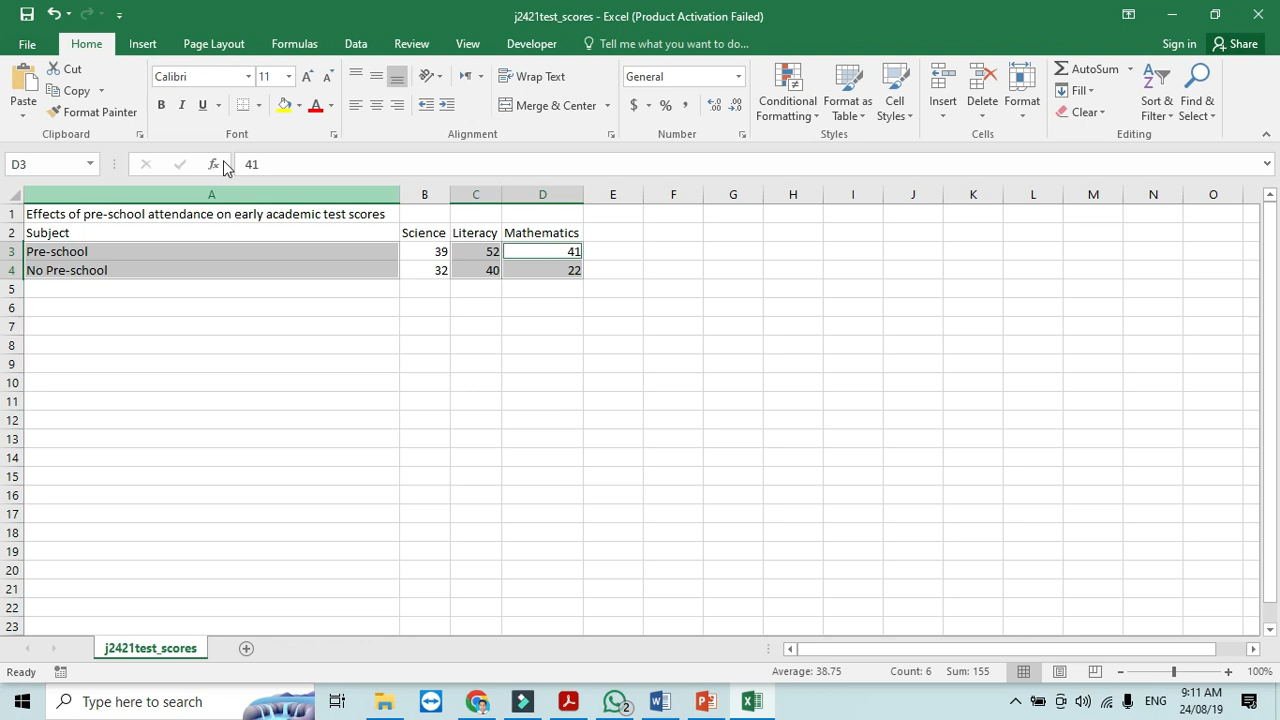 j2421test_scores - Excel (Product Activation Failed)
File Home Insert Page Layout Formulas Data Review View Developer Tell me what you want to do... Sign in Share
Paste
Cut
Copy
Format Painter
Clipboard
Calibri 11
B I U A
Font
Wrap Text
Merge & Center
Alignment
General
$ % ,
Number
Conditional Formatting
Format as Table
Cell Styles
Styles
Insert
Delete
Format
Cells
AutoSum
Fill
Clear
Sort & Filter
Find & Select
Editing
D3 fx 41
A B C D E F G H I J K L M N O
1 Effects of pre-school attendance on early academic test scores
2 Subject Science Literacy Mathematics
3 Pre-school 39 52 41
4 No Pre-school 32 40 22
5
6
7
8
9
10
11
12
13
14
15
16
17
18
19
20
21
22
23
j2421test_scores
Ready Average: 38.75 Count: 6 Sum: 155 100%
Type here to search 2 ENG 9:11 AM
24/08/19